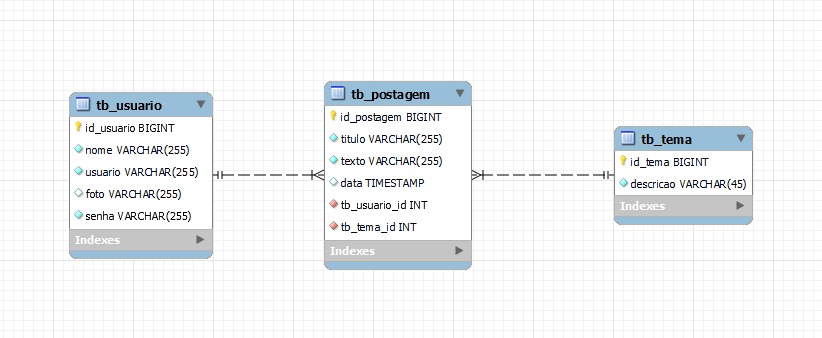 tb_usuario
id_usuario BIGINT
nome VARCHAR(255)
usuario VARCHAR(255)
foto VARCHAR(255)
senha VARCHAR(255)
Indexes
tb_postagem
id_postagem BIGINT
titulo VARCHAR(255)
texto VARCHAR(255)
data TIMESTAMP
tb_usuario_id INT
tb_tema_id INT
Indexes
tb_tema
id_tema BIGINT
descricao VARCHAR(45)
Indexes